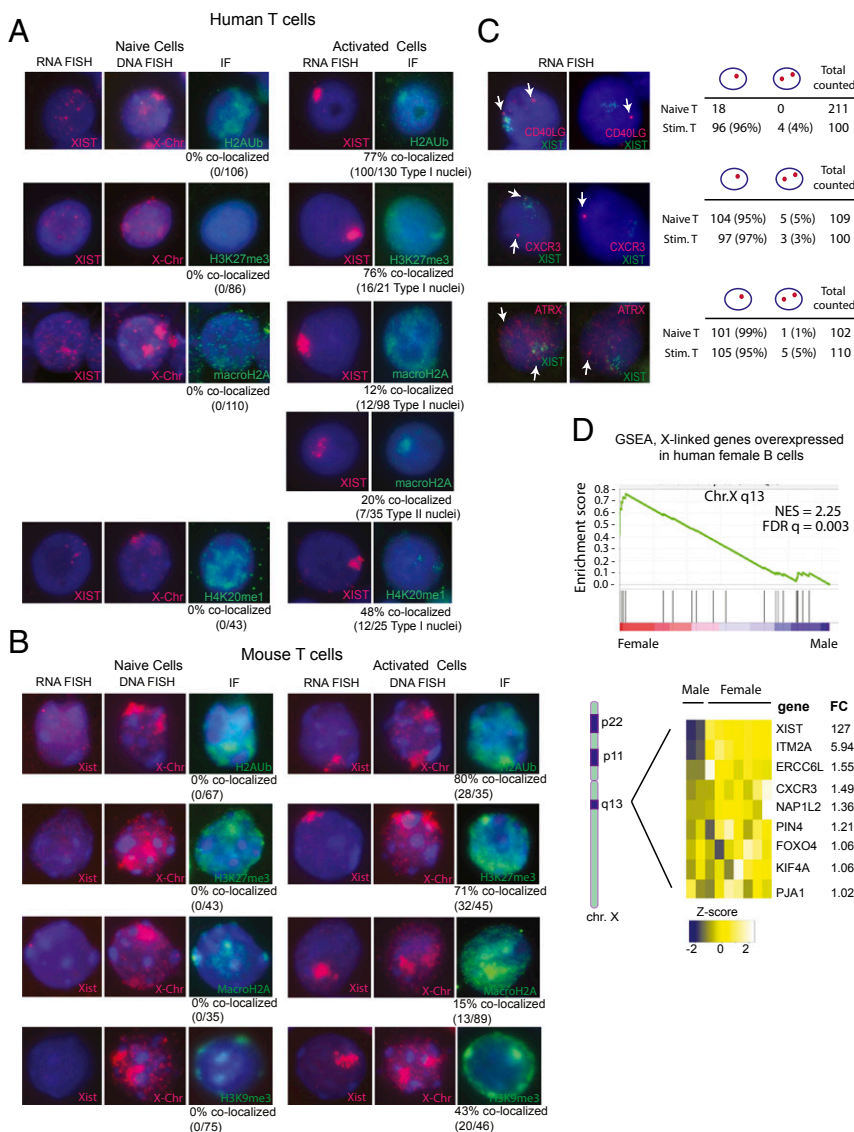 A
Human T cells
Naive Cells
Activated Cells
RNA FISH
DNA FISH
IF
RNA FISH
IF
XIST
X-Chr
H2AUb
XIST
H2AUb
0% co-localized
(0/106)
77% co-localized
(100/130 Type I nuclei)
XIST
X-Chr
H3K27me3
XIST
H3K27me3
0% co-localized
(0/86)
76% co-localized
(16/21 Type I nuclei)
XIST
X-Chr
macroH2A
XIST
macroH2A
0% co-localized
(0/110)
12% co-localized
(12/98 Type I nuclei)
XIST
macroH2A
20% co-localized
(7/35 Type II nuclei)
XIST
X-Chr
H4K20me1
XIST
H4K20me1
0% co-localized
(0/43)
48% co-localized
(12/25 Type I nuclei)
B
Mouse T cells
Naive Cells
Activated Cells
RNA FISH
DNA FISH
IF
RNA FISH
DNA FISH
IF
Xist
X-Chr
H2AUb
Xist
X-Chr
H2AUb
0% co-localized
(0/67)
80% co-localized
(28/35)
Xist
X-Chr
H3K27me3
Xist
X-Chr
H3K27me3
0% co-localized
(0/43)
71% co-localized
(32/45)
Xist
X-Chr
MacroH2A
Xist
X-Chr
MacroH2A
0% co-localized
(0/35)
15% co-localized
(13/89)
Xist
X-Chr
H3K9me3
Xist
X-Chr
H3K9me3
0% co-localized
(0/75)
43% co-localized
(20/46)
C
RNA FISH
CD40LG
XIST
CD40LG
XIST
Total
counted
Naive T 18 0 211
Stim. T 96 (96%) 4 (4%) 100
CXCR3
XIST
CXCR3
XIST
Total
counted
Naive T 104 (95%) 5 (5%) 109
Stim. T 97 (97%) 3 (3%) 100
ATRX
XIST
ATRX
XIST
Total
counted
Naive T 101 (99%) 1 (1%) 102
Stim. T 105 (95%) 5 (5%) 110
D
GSEA, X-linked genes overexpressed
in human female B cells
Chr.X q13
NES = 2.25
FDR q = 0.003
Enrichment score
0.8
0.7
0.6
0.5
0.4
0.3
0.2
0.1
0.0
Female
Male
p22
p11
q13
chr. X
Male Female gene FC
XIST 127
ITM2A 5.94
ERCC6L 1.55
CXCR3 1.49
NAP1L2 1.36
PIN4 1.21
FOXO4 1.06
KIF4A 1.06
PJA1 1.02
Z-score
-2 0 2